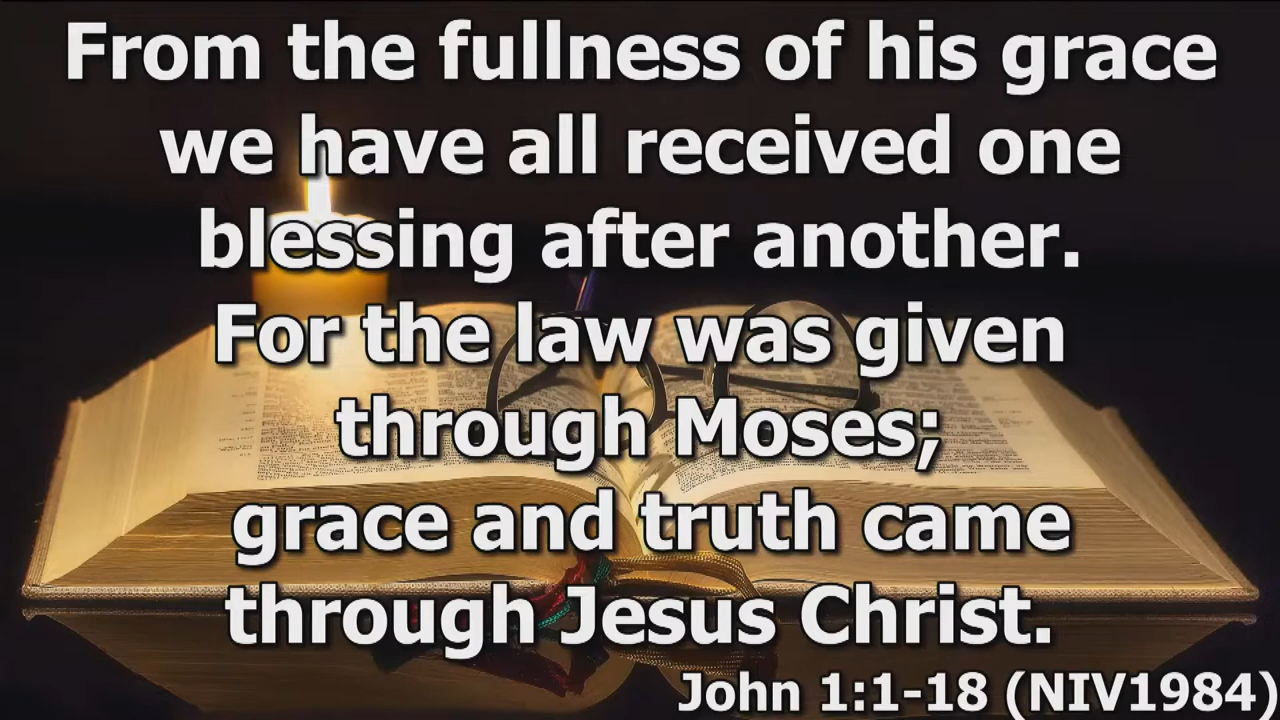 From the fullness of his grace
we have all received one
blessing after another.
For the law was given
through Moses;
grace and truth came
through Jesus Christ.
John 1:1-18 (NIV1984)